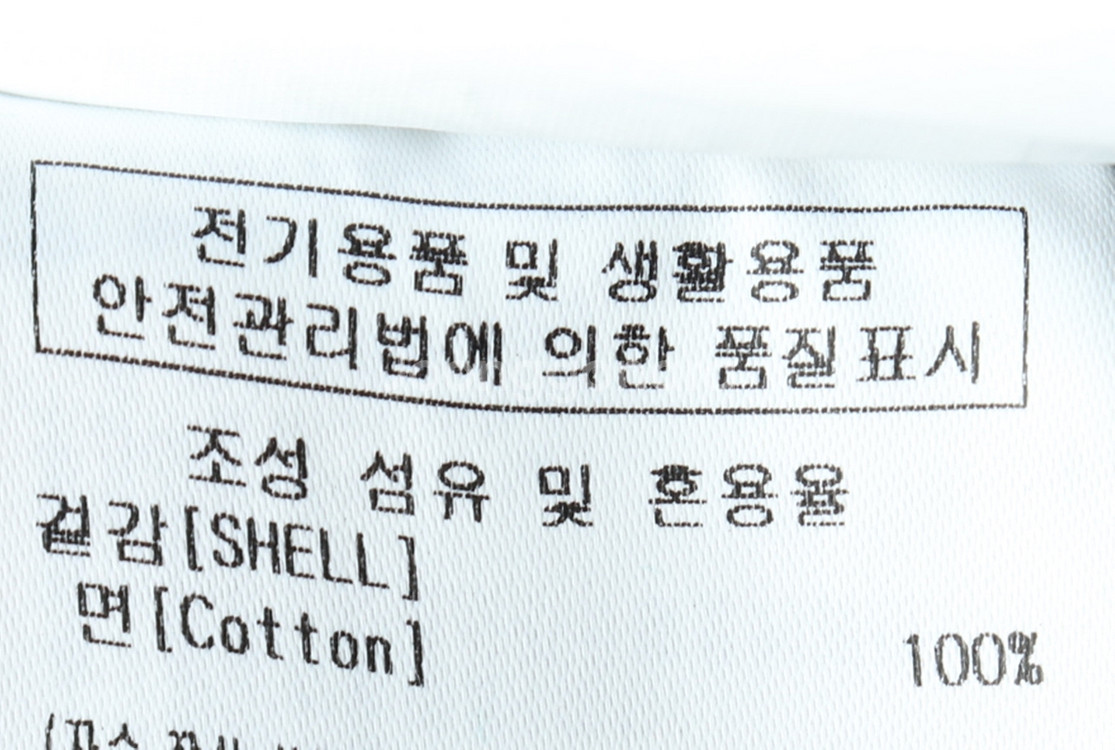 전기용품 및 생활용품
안전관리법에 의한 품질표시
조성 섬유 및 혼용율
겉감[SHELL]
면[Cotton]
100%